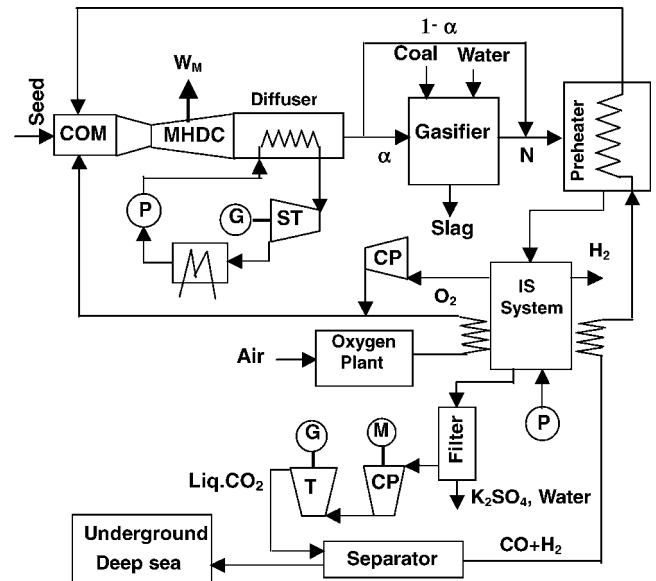 1- α
Coal
Water
W_M
Diffuser
Seed
COM
MHDC
Gasifier
α
N
Preheater
P
G
ST
Slag
CP
O₂
IS
System
H₂
Air
Oxygen
Plant
P
Filter
G
M
T
CP
Liq.CO₂
K₂SO₄, Water
Underground
Deep sea
Separator
CO+H₂